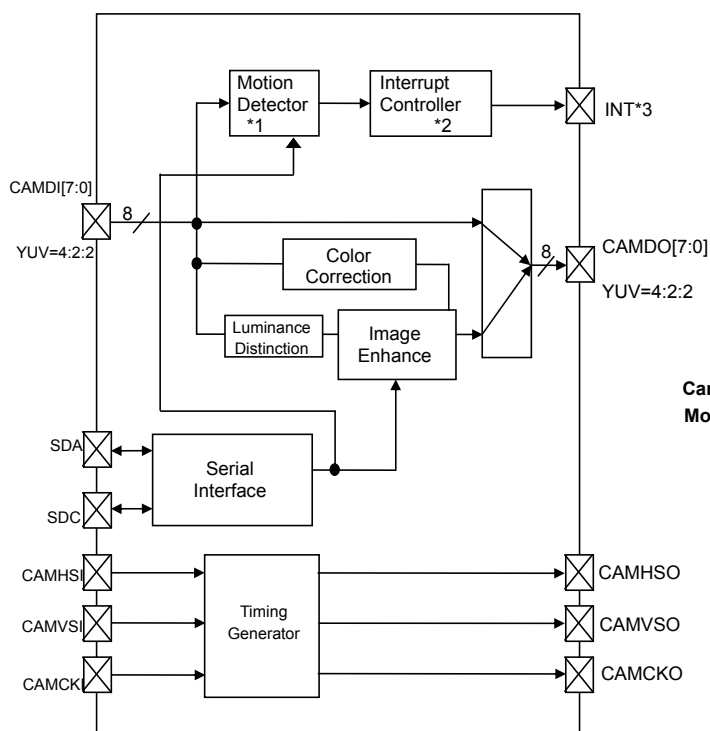 Motion
Detector
*1
Interrupt
Controller
*2
INT*3
CAMDI[7:0]
8
YUV=4:2:2
Color
Correction
8
CAMDO[7:0]
YUV=4:2:2
Luminance
Distinction
Image
Enhance
SDA
SDC
Serial
Interface
CAMHSI
CAMVSI
CAMCKI
Timing
Generator
CAMHSO
CAMVSO
CAMCKO